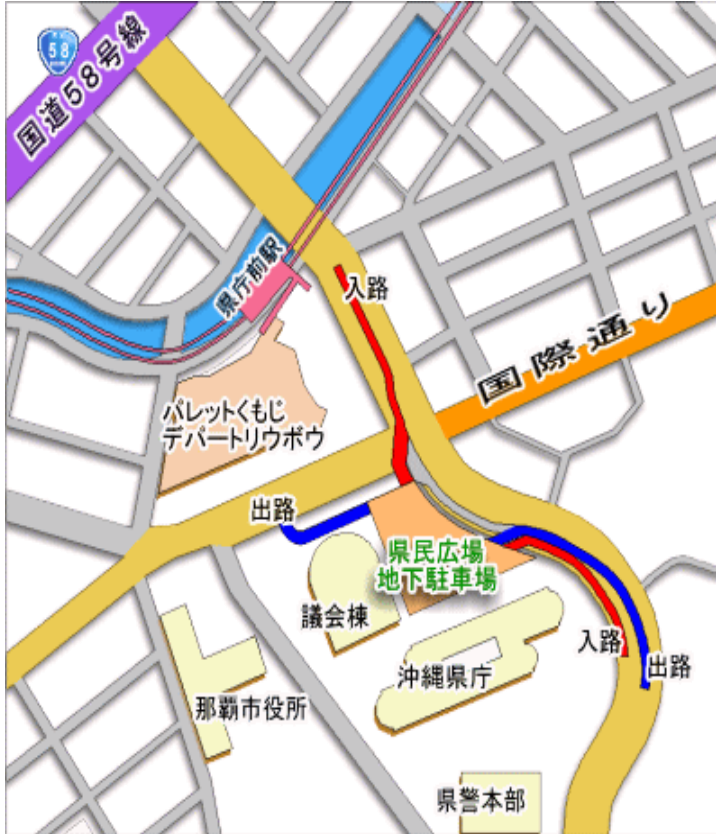 58
国道58号線
県庁前駅
入路
国際通り
パレットくもじ
デパートリウボウ
出路
県民広場
地下駐車場
議会棟
入路
出路
沖縄県庁
那覇市役所
県警本部